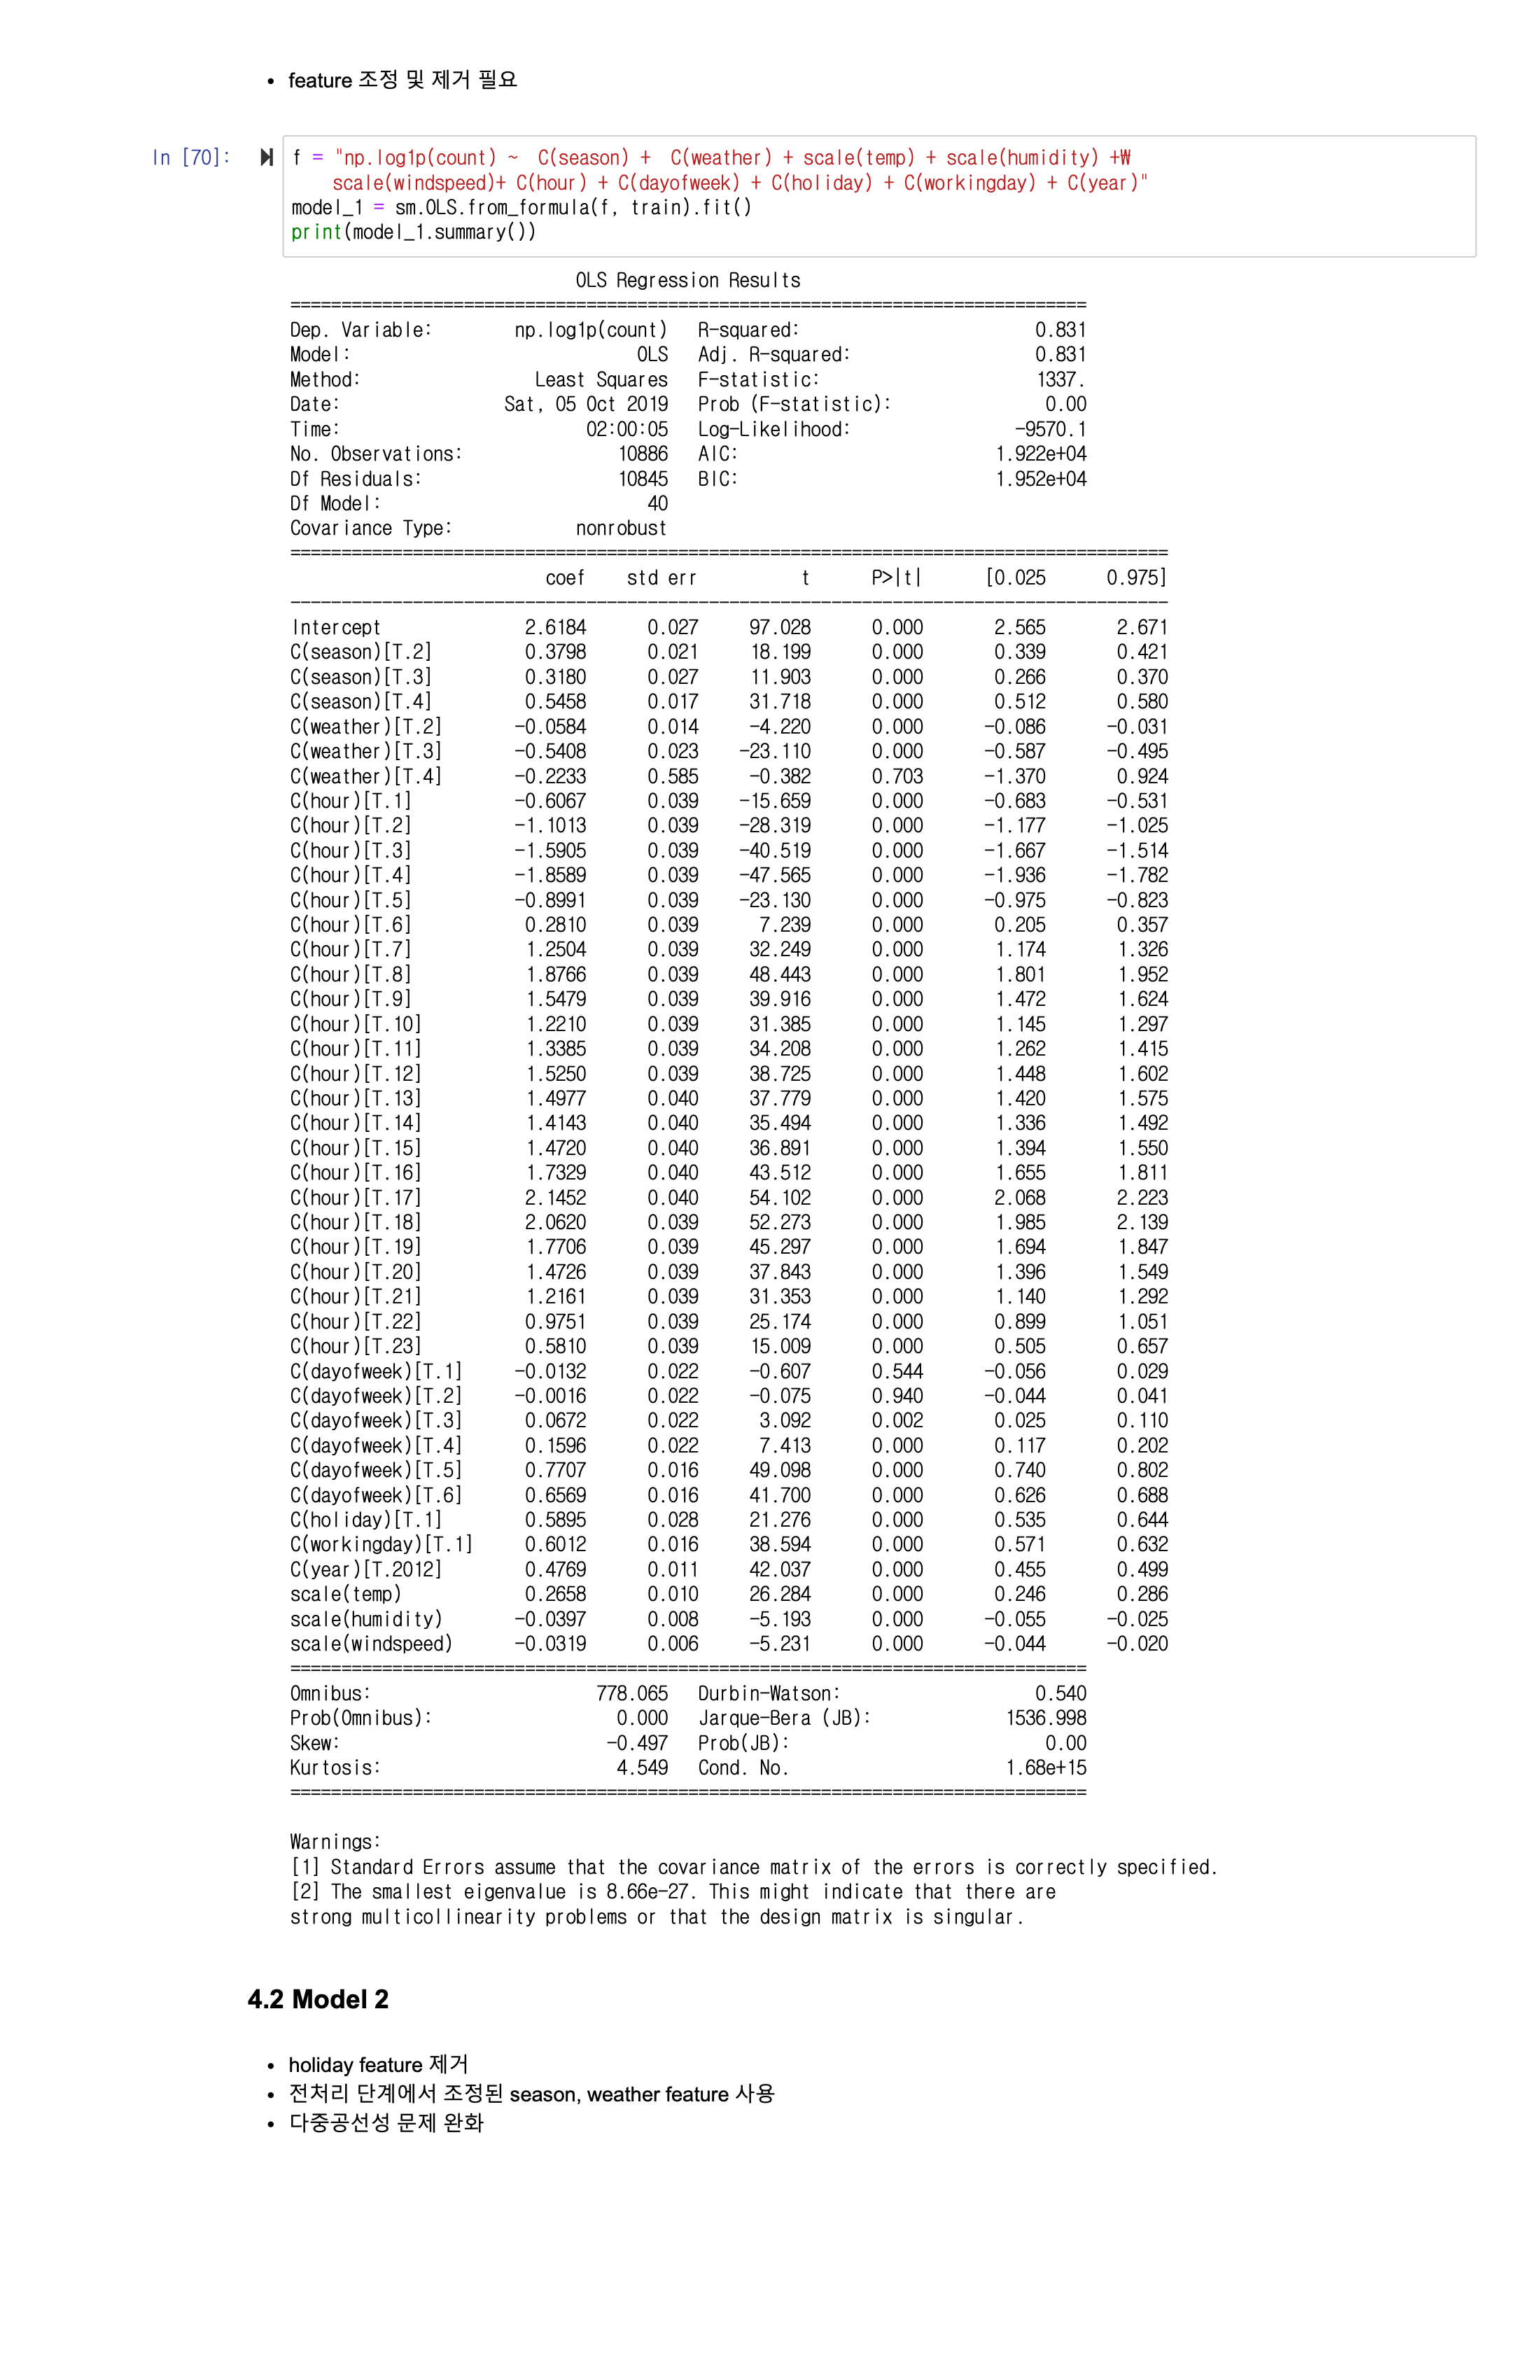 • feature 조정 및 제거 필요
In [70]:
f = "np.log1p(count) ~  C(season) +  C(weather) + scale(temp) + scale(humidity) +₩
    scale(windspeed)+ C(hour) + C(dayofweek) + C(holiday) + C(workingday) + C(year)"
model_1 = sm.OLS.from_formula(f, train).fit()
print(model_1.summary())
OLS Regression Results
==============================================================================
Dep. Variable: np.log1p(count) R-squared: 0.831
Model: OLS Adj. R-squared: 0.831
Method: Least Squares F-statistic: 1337.
Date: Sat, 05 Oct 2019 Prob (F-statistic): 0.00
Time: 02:00:05 Log-Likelihood: -9570.1
No. Observations: 10886 AIC: 1.922e+04
Df Residuals: 10845 BIC: 1.952e+04
Df Model: 40
Covariance Type: nonrobust
======================================================================================
coef std err t P>|t| [0.025 0.975]
--------------------------------------------------------------------------------------
Intercept 2.6184 0.027 97.028 0.000 2.565 2.671
C(season)[T.2] 0.3798 0.021 18.199 0.000 0.339 0.421
C(season)[T.3] 0.3180 0.027 11.903 0.000 0.266 0.370
C(season)[T.4] 0.5458 0.017 31.718 0.000 0.512 0.580
C(weather)[T.2] -0.0584 0.014 -4.220 0.000 -0.086 -0.031
C(weather)[T.3] -0.5408 0.023 -23.110 0.000 -0.587 -0.495
C(weather)[T.4] -0.2233 0.585 -0.382 0.703 -1.370 0.924
C(hour)[T.1] -0.6067 0.039 -15.659 0.000 -0.683 -0.531
C(hour)[T.2] -1.1013 0.039 -28.319 0.000 -1.177 -1.025
C(hour)[T.3] -1.5905 0.039 -40.519 0.000 -1.667 -1.514
C(hour)[T.4] -1.8589 0.039 -47.565 0.000 -1.936 -1.782
C(hour)[T.5] -0.8991 0.039 -23.130 0.000 -0.975 -0.823
C(hour)[T.6] 0.2810 0.039 7.239 0.000 0.205 0.357
C(hour)[T.7] 1.2504 0.039 32.249 0.000 1.174 1.326
C(hour)[T.8] 1.8766 0.039 48.443 0.000 1.801 1.952
C(hour)[T.9] 1.5479 0.039 39.916 0.000 1.472 1.624
C(hour)[T.10] 1.2210 0.039 31.385 0.000 1.145 1.297
C(hour)[T.11] 1.3385 0.039 34.208 0.000 1.262 1.415
C(hour)[T.12] 1.5250 0.039 38.725 0.000 1.448 1.602
C(hour)[T.13] 1.4977 0.040 37.779 0.000 1.420 1.575
C(hour)[T.14] 1.4143 0.040 35.494 0.000 1.336 1.492
C(hour)[T.15] 1.4720 0.040 36.891 0.000 1.394 1.550
C(hour)[T.16] 1.7329 0.040 43.512 0.000 1.655 1.811
C(hour)[T.17] 2.1452 0.040 54.102 0.000 2.068 2.223
C(hour)[T.18] 2.0620 0.039 52.273 0.000 1.985 2.139
C(hour)[T.19] 1.7706 0.039 45.297 0.000 1.694 1.847
C(hour)[T.20] 1.4726 0.039 37.843 0.000 1.396 1.549
C(hour)[T.21] 1.2161 0.039 31.353 0.000 1.140 1.292
C(hour)[T.22] 0.9751 0.039 25.174 0.000 0.899 1.051
C(hour)[T.23] 0.5810 0.039 15.009 0.000 0.505 0.657
C(dayofweek)[T.1] -0.0132 0.022 -0.607 0.544 -0.056 0.029
C(dayofweek)[T.2] -0.0016 0.022 -0.075 0.940 -0.044 0.041
C(dayofweek)[T.3] 0.0672 0.022 3.092 0.002 0.025 0.110
C(dayofweek)[T.4] 0.1596 0.022 7.413 0.000 0.117 0.202
C(dayofweek)[T.5] 0.7707 0.016 49.098 0.000 0.740 0.802
C(dayofweek)[T.6] 0.6569 0.016 41.700 0.000 0.626 0.688
C(holiday)[T.1] 0.5895 0.028 21.276 0.000 0.535 0.644
C(workingday)[T.1] 0.6012 0.016 38.594 0.000 0.571 0.632
C(year)[T.2012] 0.4769 0.011 42.037 0.000 0.455 0.499
scale(temp) 0.2658 0.010 26.284 0.000 0.246 0.286
scale(humidity) -0.0397 0.008 -5.193 0.000 -0.055 -0.025
scale(windspeed) -0.0319 0.006 -5.231 0.000 -0.044 -0.020
==============================================================================
Omnibus: 778.065 Durbin-Watson: 0.540
Prob(Omnibus): 0.000 Jarque-Bera (JB): 1536.998
Skew: -0.497 Prob(JB): 0.00
Kurtosis: 4.549 Cond. No. 1.68e+15
==============================================================================
Warnings:
[1] Standard Errors assume that the covariance matrix of the errors is correctly specified.
[2] The smallest eigenvalue is 8.66e-27. This might indicate that there are
strong multicollinearity problems or that the design matrix is singular.
4.2 Model 2
• holiday feature 제거
• 전처리 단계에서 조정된 season, weather feature 사용
• 다중공선성 문제 완화